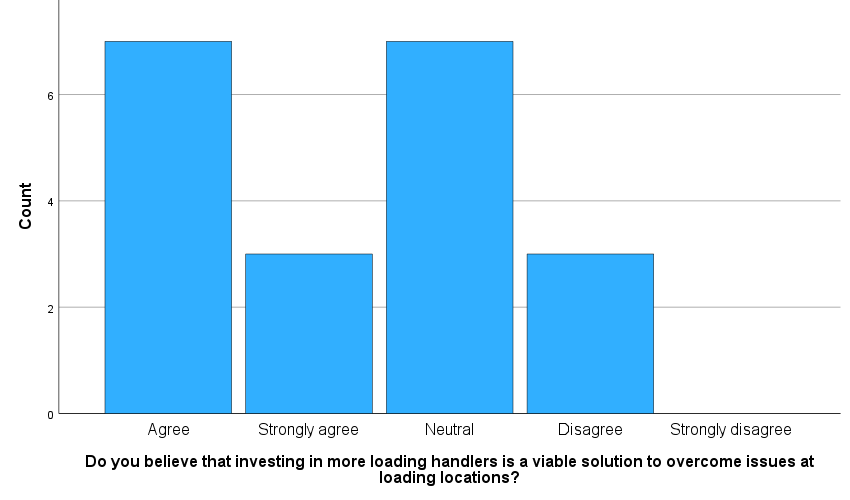 6
4
2
0
Count
Agree Strongly agree Neutral Disagree Strongly disagree
Do you believe that investing in more loading handlers is a viable solution to overcome issues at
loading locations?